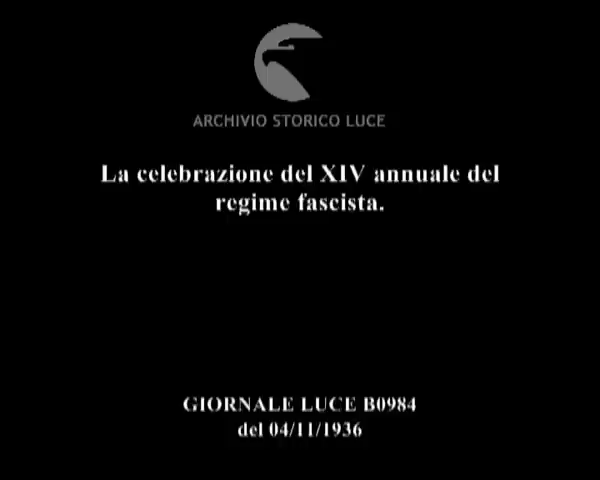 ARCHIVIO STORICO LUCE
La celebrazione del XIV annuale del
regime fascista.
GIORNALE LUCE B0984
del 04/11/1936